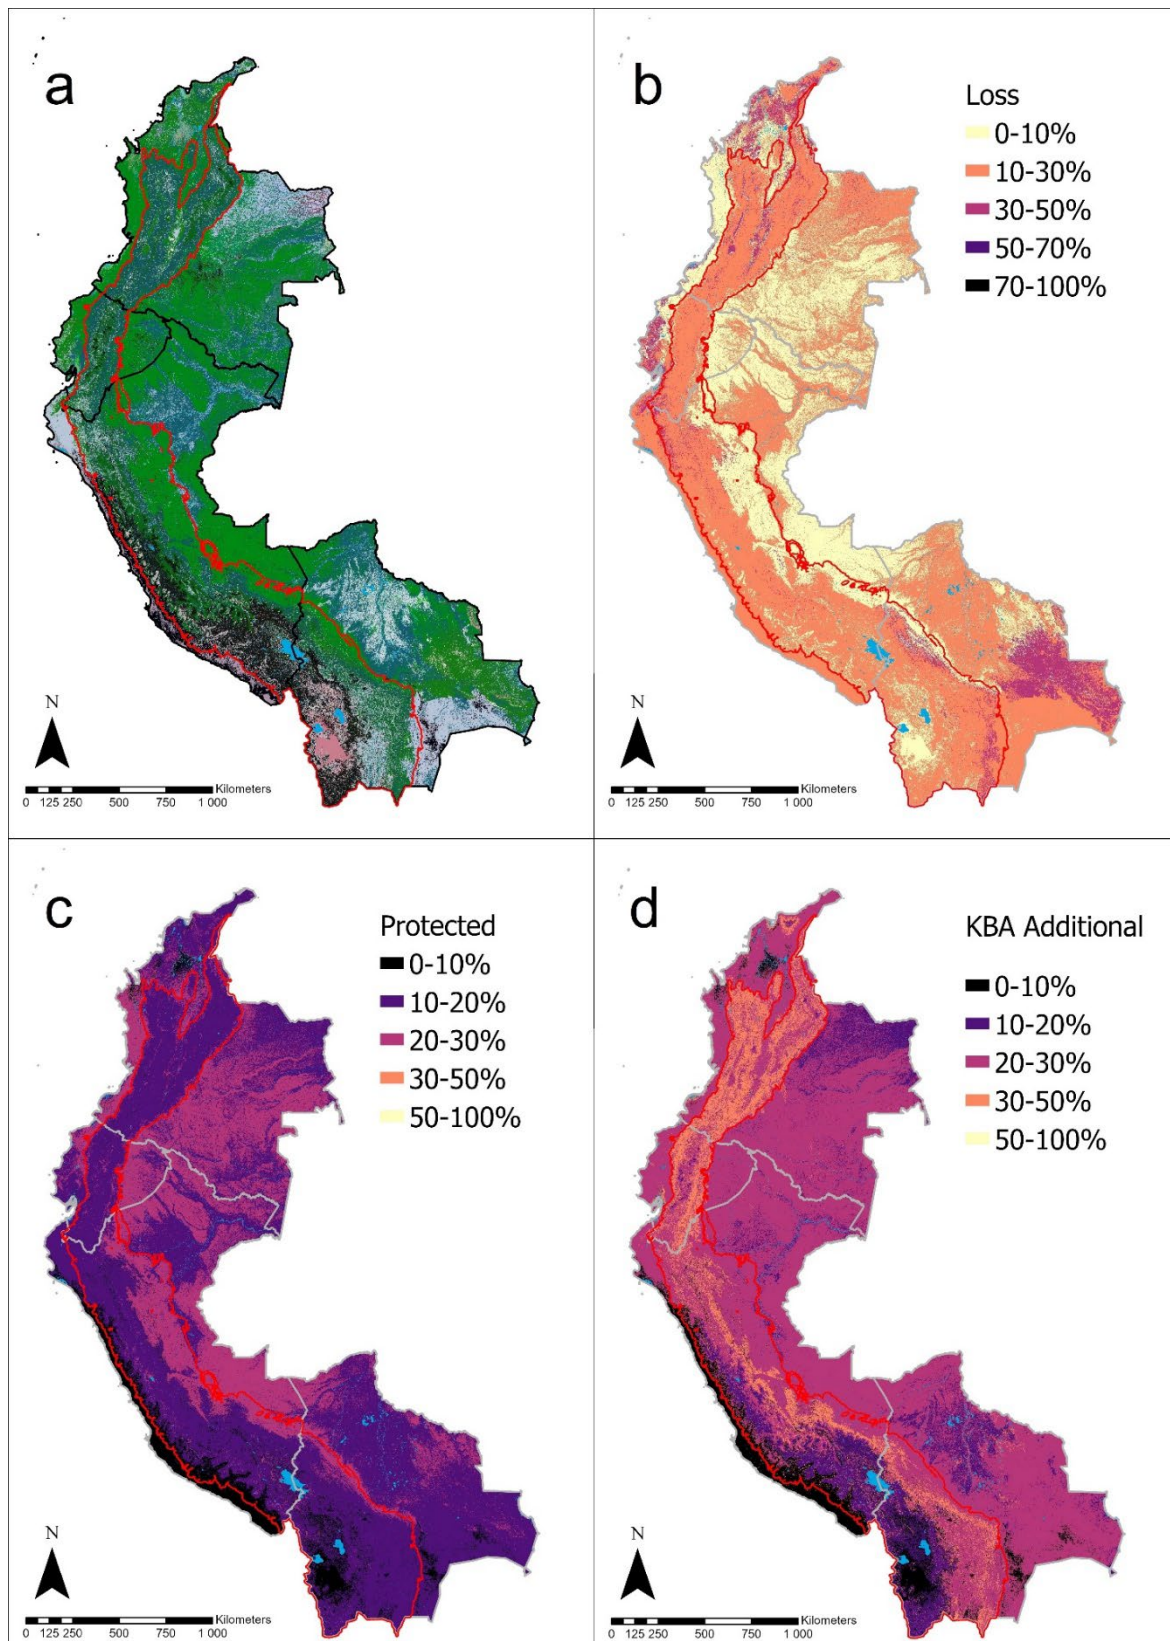 a
N
Kilometers
0 125 250 500 750 1 000
b
Loss
0-10%
10-30%
30-50%
50-70%
70-100%
N
Kilometers
0 125 250 500 750 1 000
c
Protected
0-10%
10-20%
20-30%
30-50%
50-100%
N
Kilometers
0 125 250 500 750 1 000
d
KBA Additional
0-10%
10-20%
20-30%
30-50%
50-100%
N
Kilometers
0 125 250 500 750 1 000